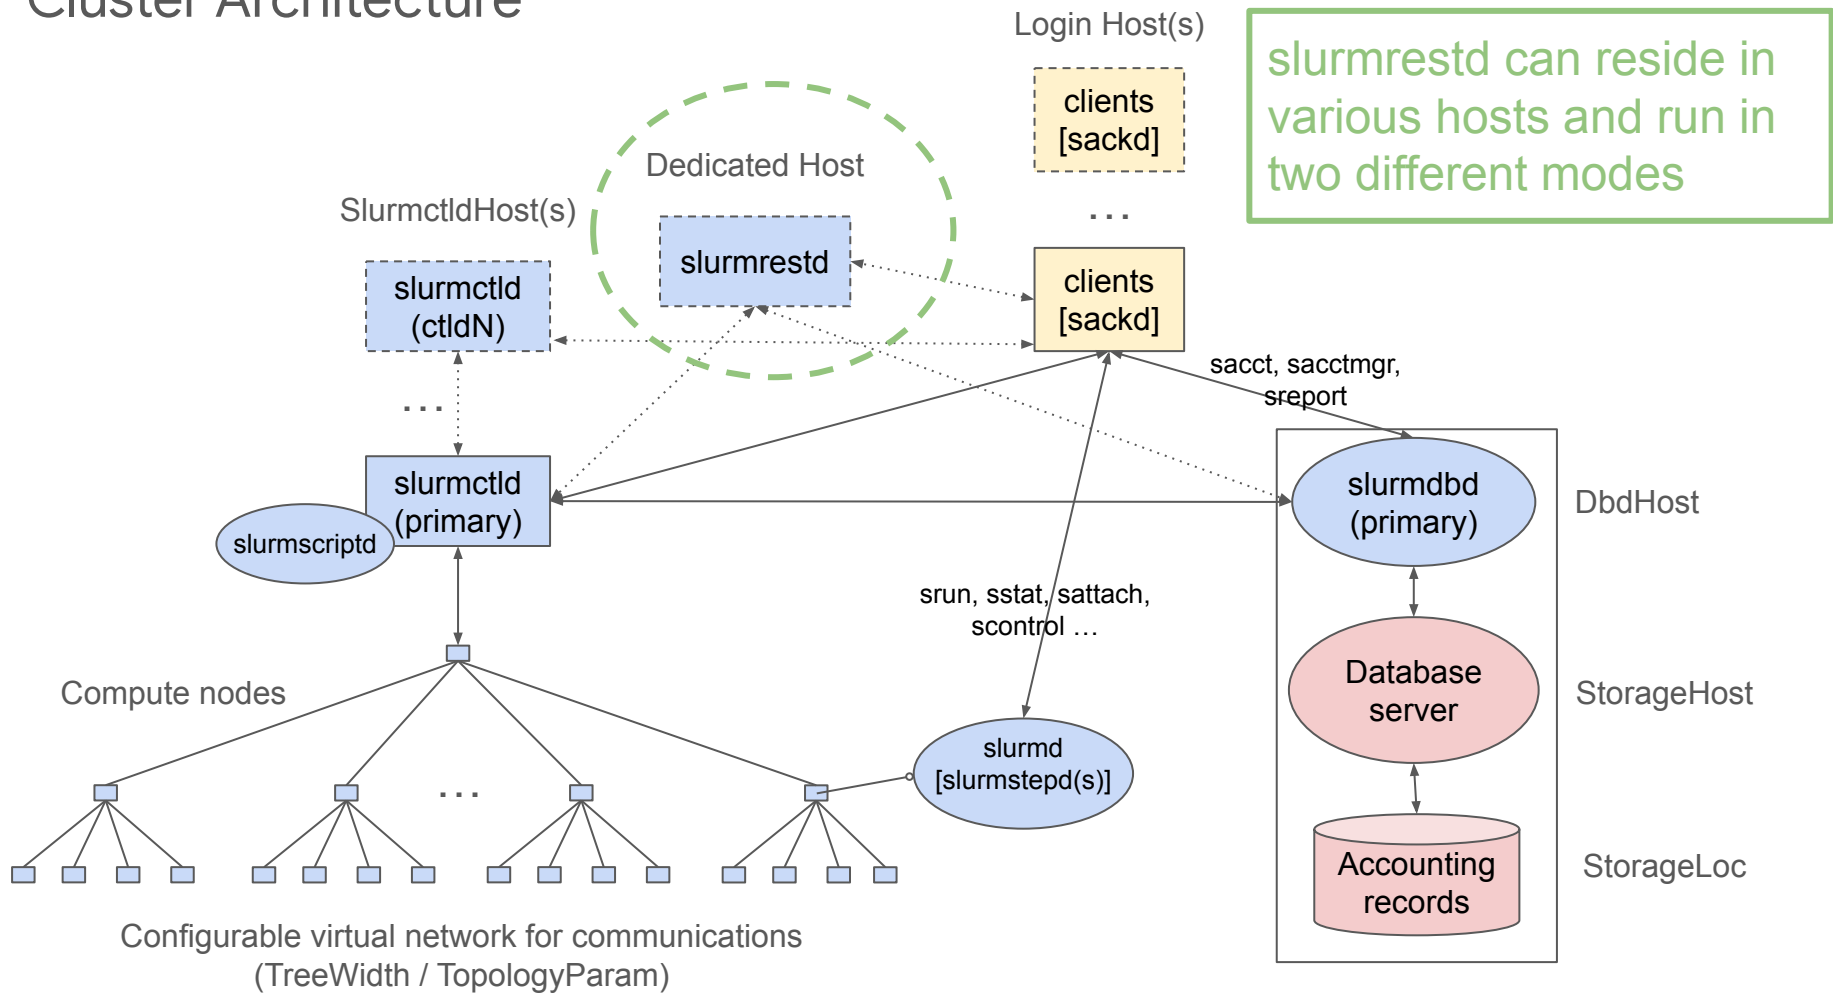 Cluster Architecture
Login Host(s)
slurmrestd can reside in
various hosts and run in
two different modes
clients
[sackd]
Dedicated Host
SlurmctldHost(s)
...
slurmrestd
clients
[sackd]
slurmctld
(ctldN)
sacct, sacctmgr,
sreport
...
slurmctld
(primary)
slurmscriptd
slurmdbd
(primary)
DbdHost
srun, sstat, sattach,
scontrol …
Compute nodes
Database
server
StorageHost
slurmd
[slurmstepd(s)]
...
Accounting
records
StorageLoc
Configurable virtual network for communications
(TreeWidth / TopologyParam)